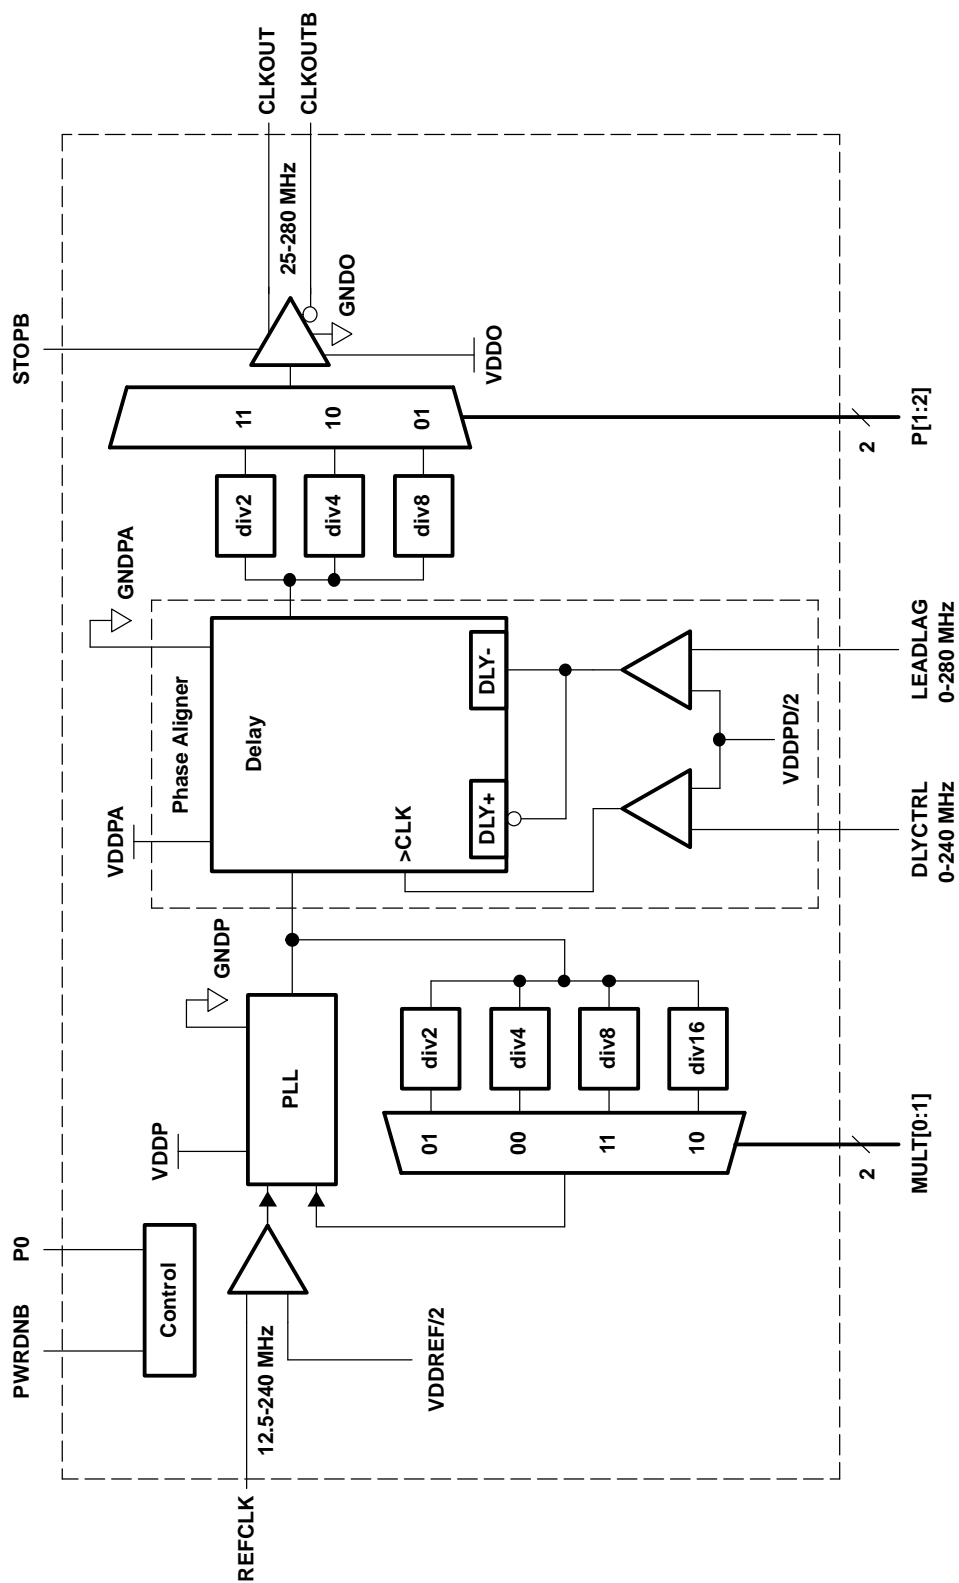 PWRDNB
P0
STOPB
Control
VDDP
GNDP
VDDPA
GNDPA
Phase Aligner
CLKOUT
CLKOUTB
REFCLK
12.5-240 MHz
PLL
Delay
>CLK
DLY+
DLY-
div2
div4
div8
11
10
01
25-280 MHz
GNDO
VDDO
VDDREF/2
01
00
11
10
div2
div4
div8
div16
VDDPD/2
2
MULT[0:1]
DLYCTRL
0-240 MHz
LEADLAG
0-280 MHz
2
P[1:2]